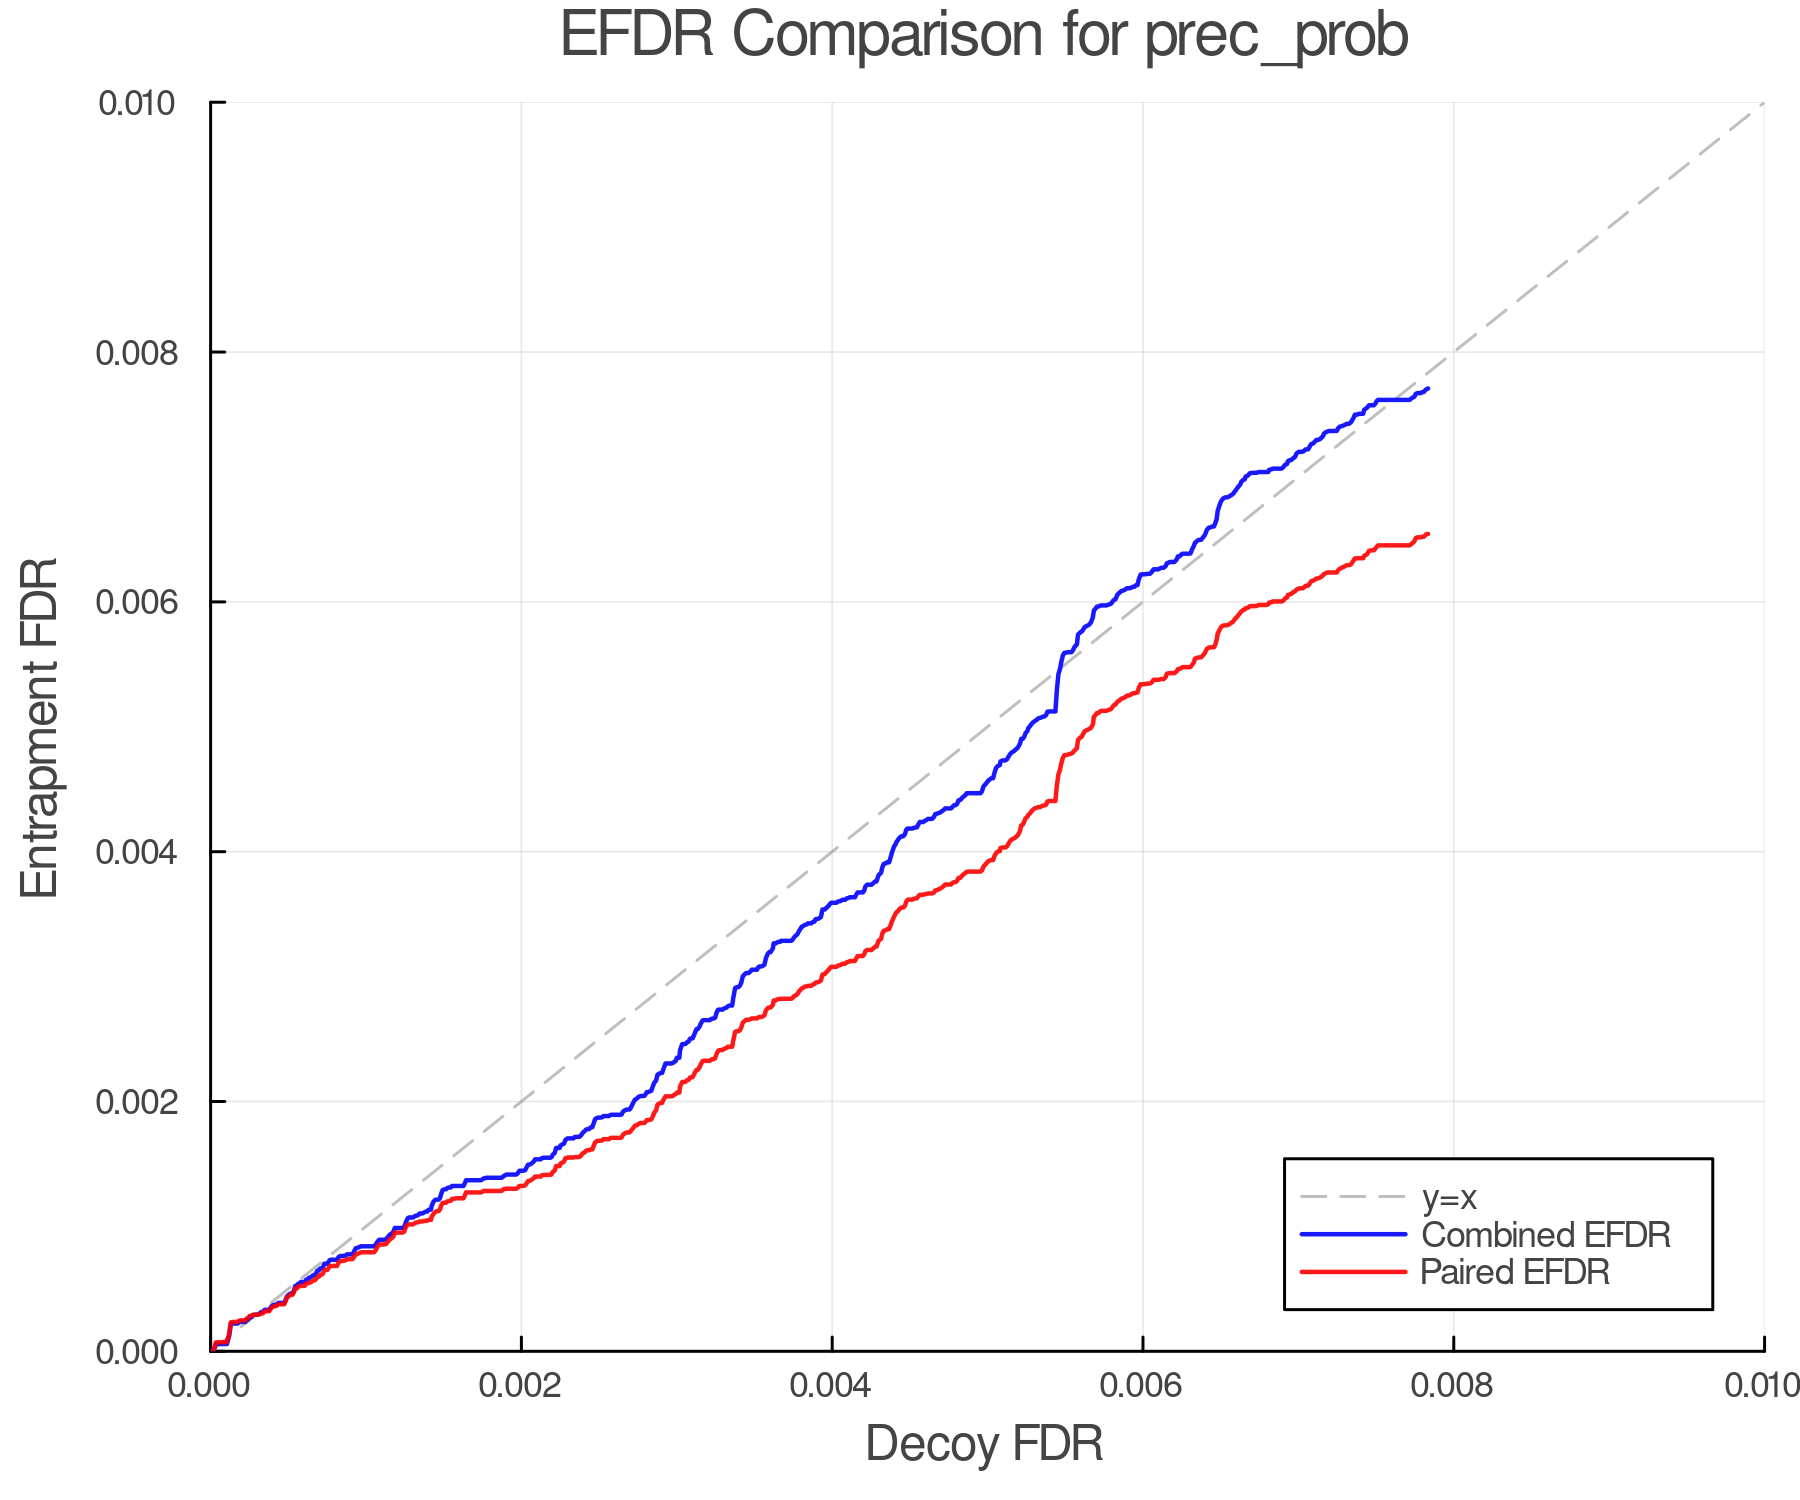 EFDR Comparison for prec_prob
Entrapment FDR
0.010
0.008
0.006
0.004
0.002
0.000
0.000 0.002 0.004 0.006 0.008 0.010
Decoy FDR
y=x
Combined EFDR
Paired EFDR